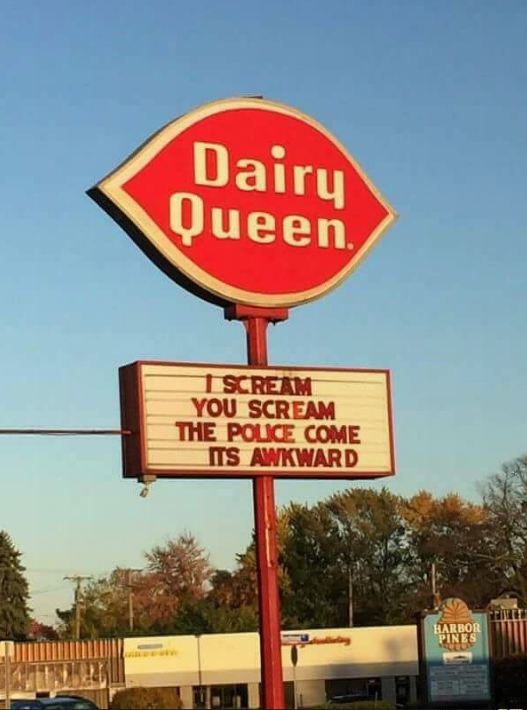 Dairy
Queen.
I SCREAM
YOU SCREAM
THE POLICE COME
ITS AWKWARD
HARBOR
PINES